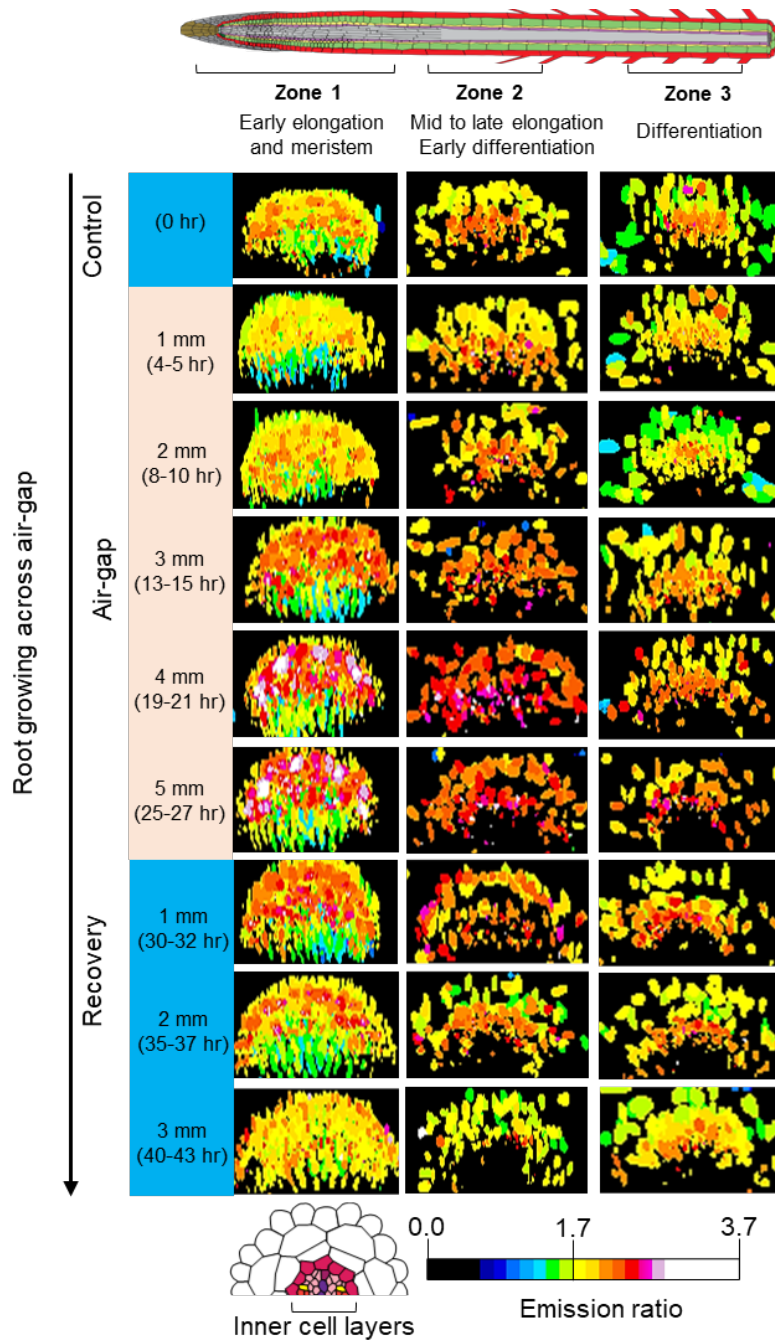 Zone 1
Zone 2
Zone 3
Early elongation
and meristem
Mid to late elongation
Early differentiation
Differentiation
Root growing across air-gap
Control
(0 hr)
Air-gap
1 mm
(4-5 hr)
2 mm
(8-10 hr)
3 mm
(13-15 hr)
4 mm
(19-21 hr)
5 mm
(25-27 hr)
Recovery
1 mm
(30-32 hr)
2 mm
(35-37 hr)
3 mm
(40-43 hr)
Inner cell layers
0.0
1.7
3.7
Emission ratio